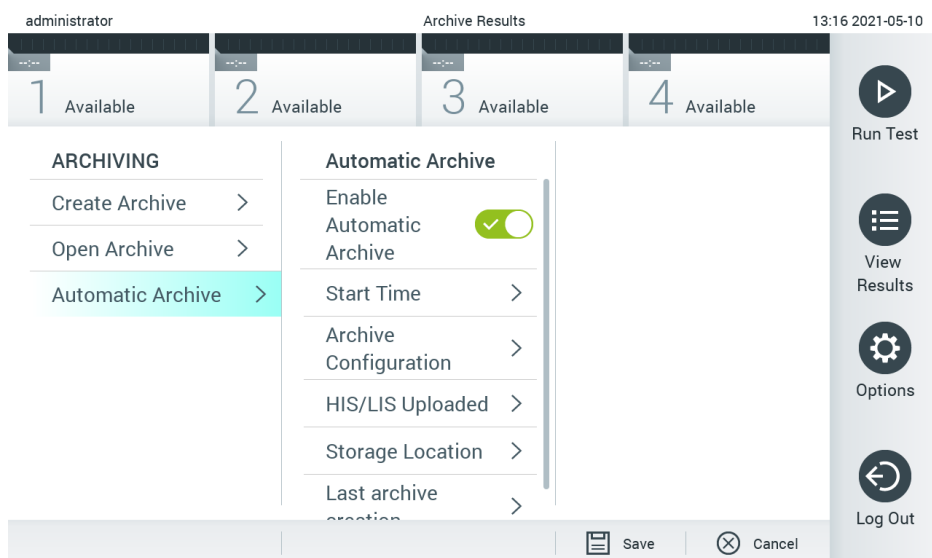 administrator
Archive Results
13:16 2021-05-10
--:--
1 Available
--:--
2 Available
--:--
3 Available
--:--
4 Available
Run Test
View
Results
Options
Log Out
ARCHIVING
Create Archive
Open Archive
Automatic Archive
Automatic Archive
Enable
Automatic
Archive
Start Time
Archive
Configuration
HIS/LIS Uploaded
Storage Location
Last archive
Save
Cancel